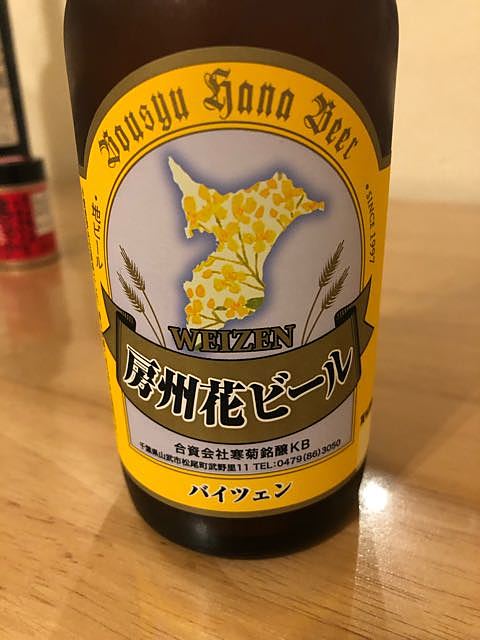 Bousyu Hana Beer
• SINCE 1997
WEIZEN
房州花ビール
合資会社寒菊銘醸KB
千葉県山武市松尾町武野里11 TEL:0479(86)3050
バイツェン